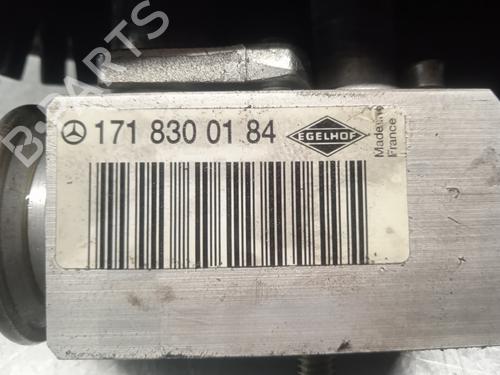 171 830 01 84
EGELHOF
Made in
France
B-PARTS